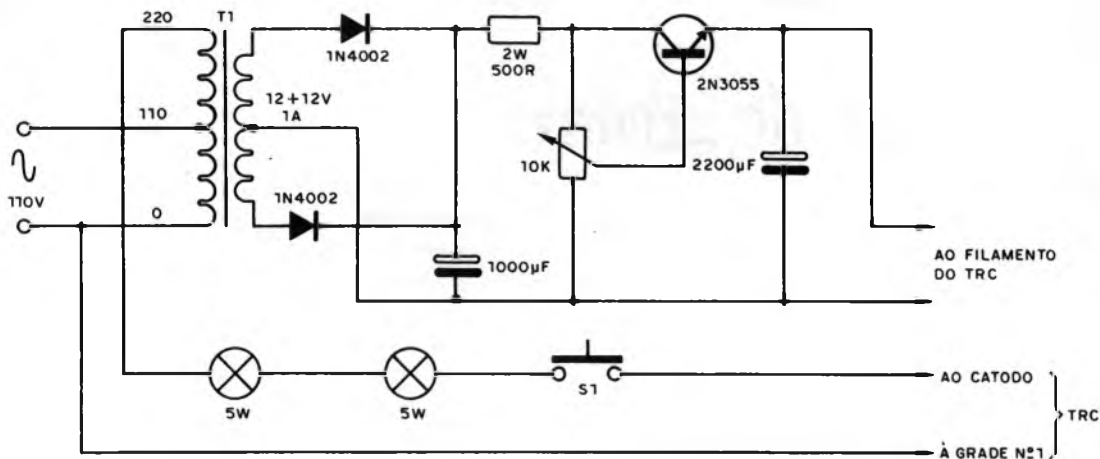 220
T1
1N4002
2W
500R
2N3055
110
12+12V
1A
10K
2200µF
110V
0
1N4002
1000µF
AO FILAMENTO
DO TRC
5W
5W
S1
AO CATODO
TRC
À GRADE Nº1